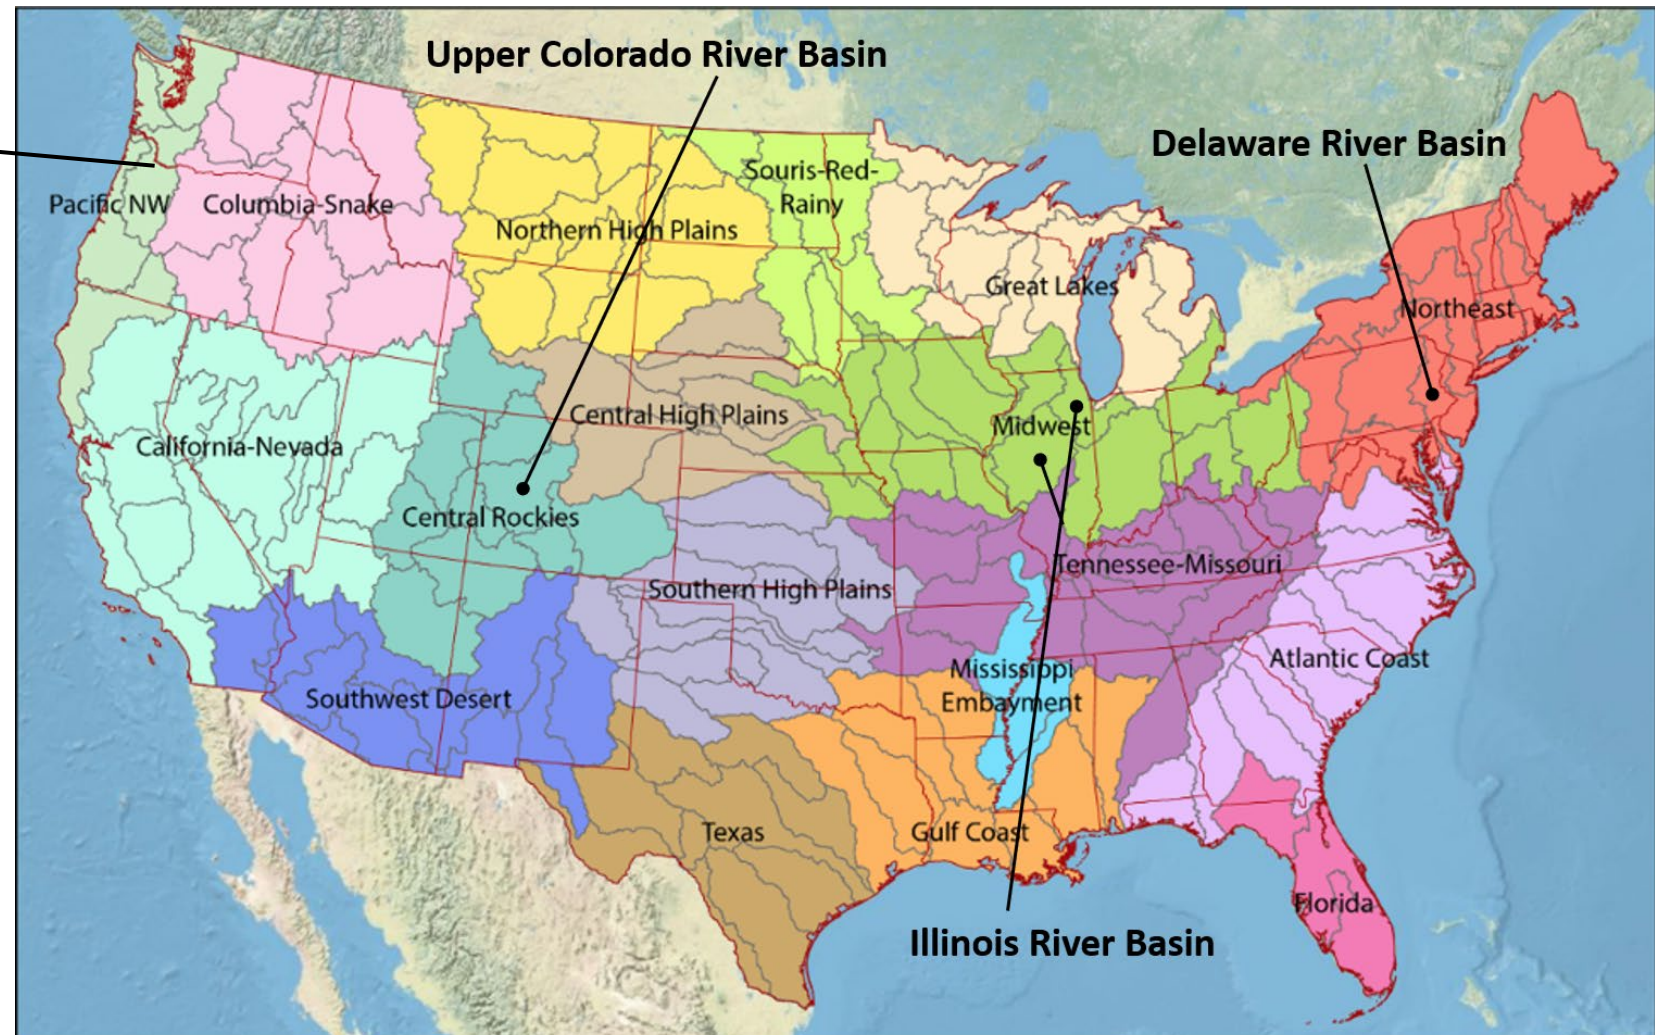 Upper Colorado River Basin
Delaware River Basin
Souris-Red-
Rainy
Pacific NW
Columbia-Snake
Northern High Plains
Great Lakes
Northeast
Central High Plains
Midwest
California-Nevada
Central Rockies
Tennessee-Missouri
Southern High Plains
Atlantic Coast
Mississippi
Embayment
Southwest Desert
Texas
Gulf Coast
Florida
Illinois River Basin